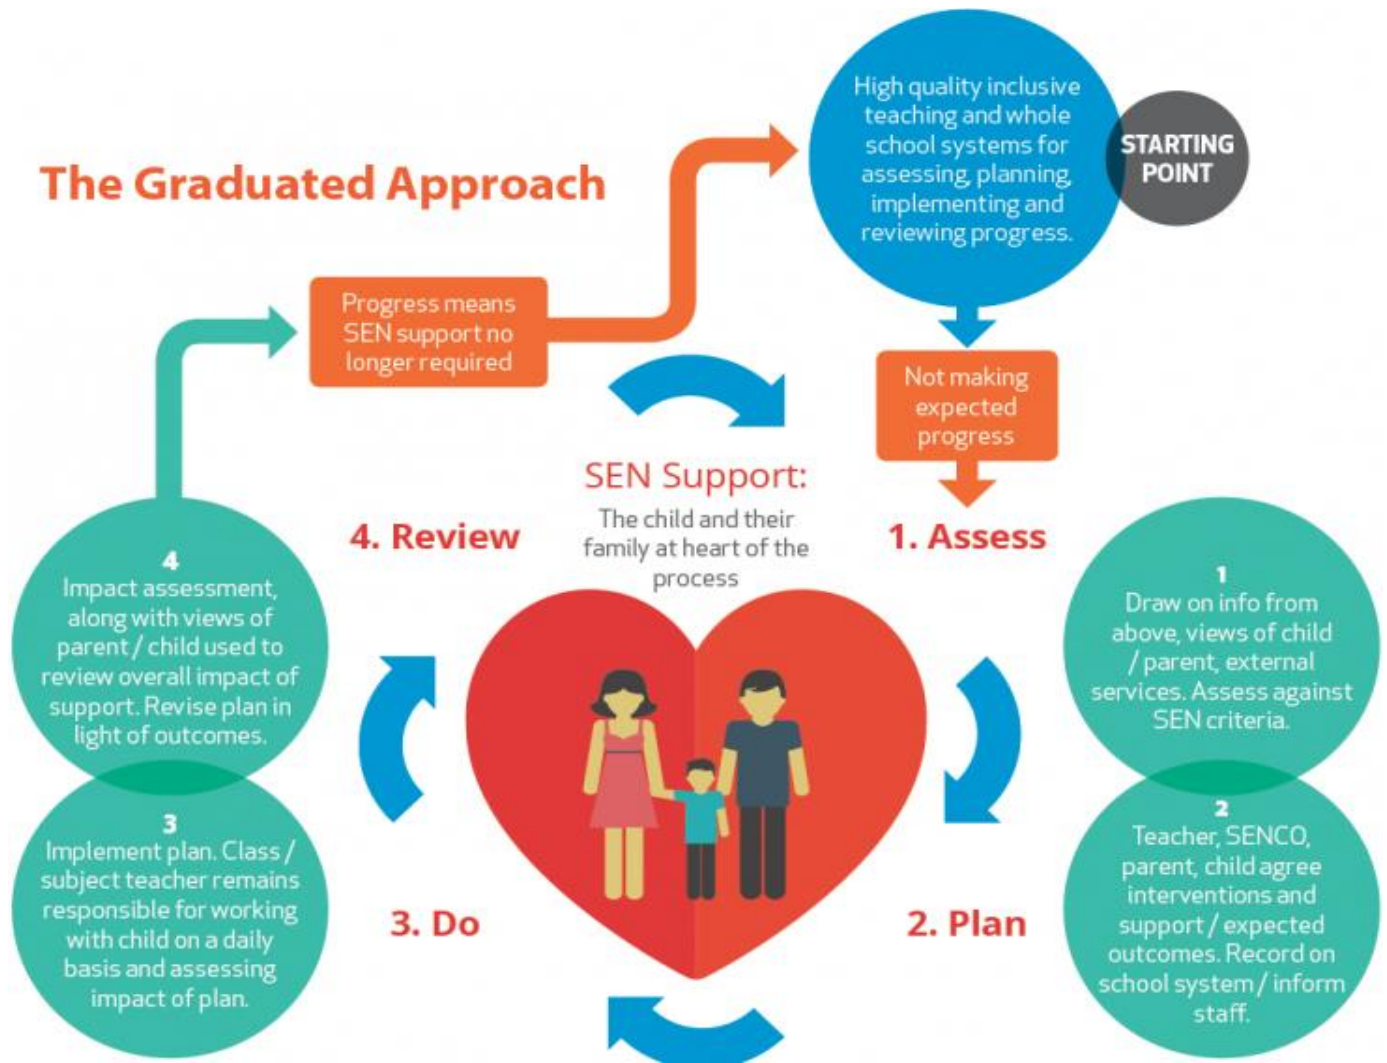 The Graduated Approach
High quality inclusive
teaching and whole
school systems for
assessing, planning,
implementing and
reviewing progress.
STARTING
POINT
Progress means
SEN support no
longer required
Not making
expected
progress
SEN Support:
The child and their
family at heart of the
process
1. Assess
1
Draw on info from
above, views of child
/ parent, external
services. Assess against
SEN criteria.
2. Plan
2
Teacher, SENCO,
parent, child agree
interventions and
support / expected
outcomes. Record on
school system / inform
staff.
3. Do
3
Implement plan. Class /
subject teacher remains
responsible for working
with child on a daily
basis and assessing
impact of plan.
4. Review
4
Impact assessment,
along with views of
parent / child used to
review overall impact of
support. Revise plan in
light of outcomes.